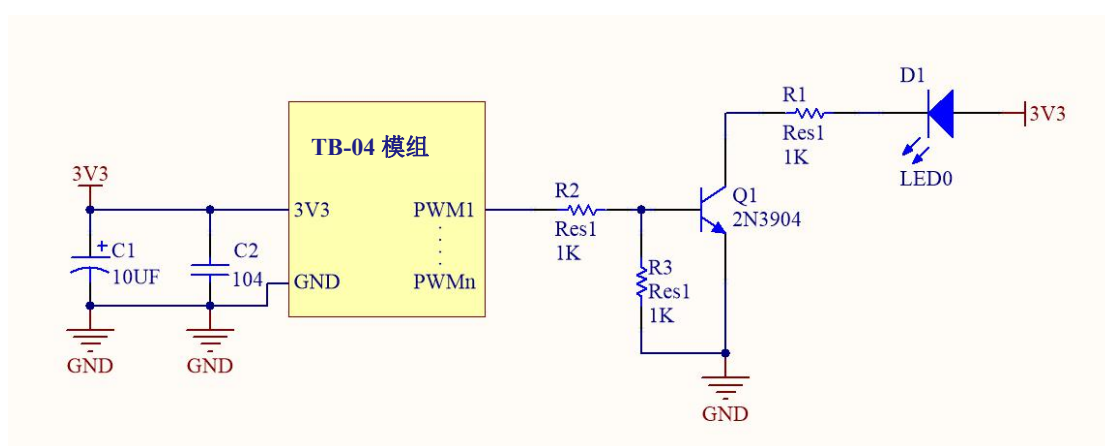 D1
3V3
LED0
R1
Res1
1K
TB-04 模组
3V3
3V3
PWM1
GND
PWMn
+
C1
10UF
C2
104
GND
GND
R2
Res1
1K
R3
Res1
1K
Q1
2N3904
GND